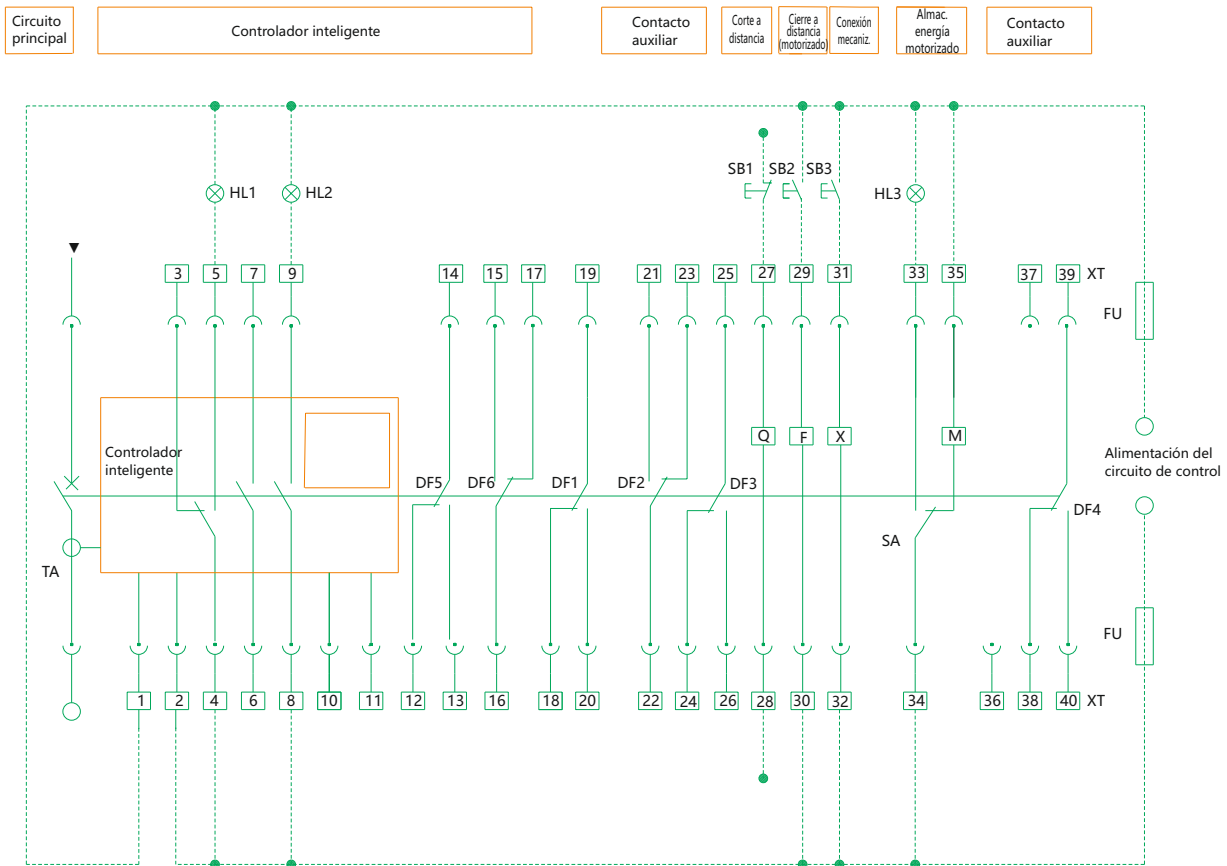 Circuito
principal
Controlador inteligente
Contacto
auxiliar
Corte a
distancia
Cierre a
distancia
(motorizado)
Conexión
mecaniz.
Almac.
energía
motorizado
Contacto
auxiliar
HL1
HL2
SB1
SB2
SB3
HL3
3
5
7
9
14
15
17
19
21
23
25
27
29
31
33
35
37
39
XT
FU
Controlador
inteligente
Q
F
X
M
Alimentación del
circuito de control
DF5
DF6
DF1
DF2
DF3
DF4
SA
TA
FU
1
2
4
6
8
10
11
12
13
16
18
20
22
24
26
28
30
32
34
36
38
40
XT